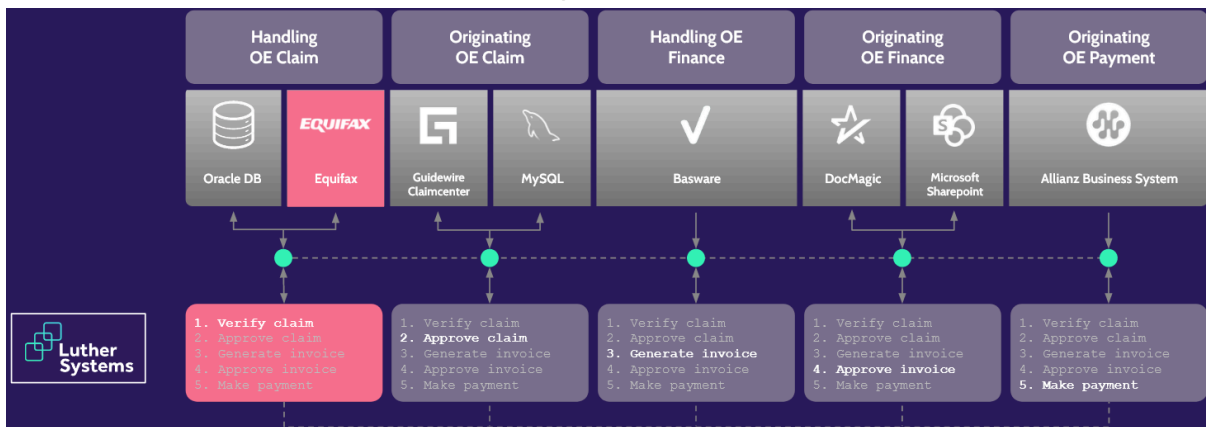 Handling
OE Claim
Originating
OE Claim
Handling OE
Finance
Originating
OE Finance
Originating
OE Payment
EQUIFAX
Oracle DB
Equifax
Guidewire
Claimcenter
MySQL
Basware
DocMagic
Microsoft
Sharepoint
Allianz Business System
Luther
Systems
1. Verify claim
2. Approve claim
3. Generate invoice
4. Approve invoice
5. Make payment
1. Verify claim
2. Approve claim
3. Generate invoice
4. Approve invoice
5. Make payment
1. Verify claim
2. Approve claim
3. Generate invoice
4. Approve invoice
5. Make payment
1. Verify claim
2. Approve claim
3. Generate invoice
4. Approve invoice
5. Make payment
1. Verify claim
2. Approve claim
3. Generate invoice
4. Approve invoice
5. Make payment